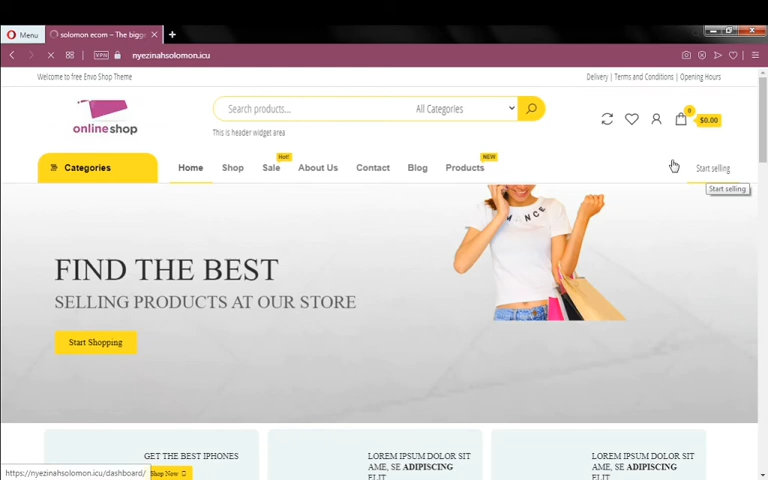 Menu
solomon ecom – The bigg
VPN
nyezinahsolomon.icu
Welcome to free Envo Shop Theme
Delivery | Terms and Conditions | Opening Hours
onlineshop
Search products...
All Categories
0
$0.00
This is header widget area
Categories
Home
Shop
Sale
Hot!
About Us
Contact
Blog
Products
NEW
Start selling
Start selling
FIND THE BEST
SELLING PRODUCTS AT OUR STORE
Start Shopping
GET THE BEST IPHONES
Shop Now
LOREM IPSUM DOLOR SIT
AME, SE ADIPISCING
ELIT
LOREM IPSUM DOLOR SIT
AME, SE ADIPISCING
ELIT
https://nyezinahsolomon.icu/dashboard/